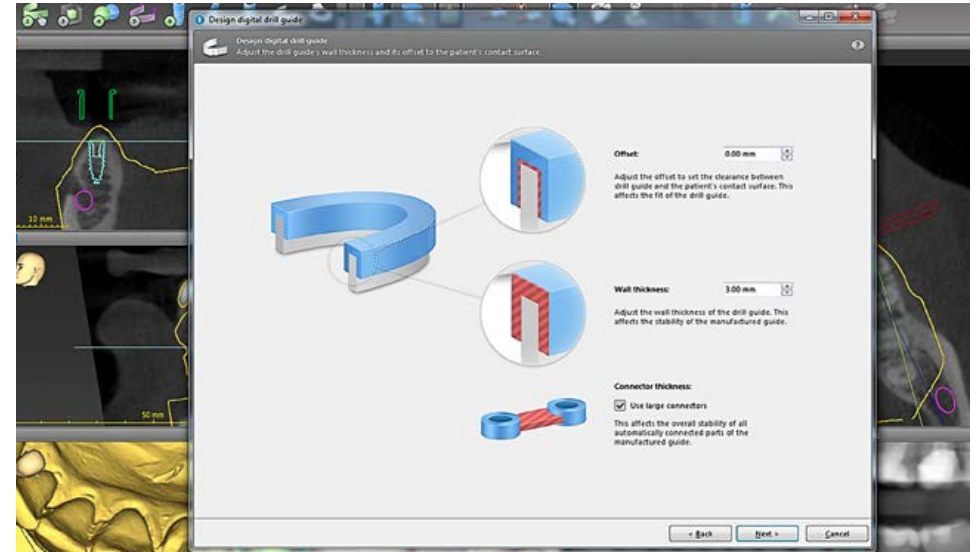 Design digital drill guide
Design digital drill guide
Adjust the drill guide's wall thickness and its offset to the patient's contact surface.
Offset: 0.00 mm
Adjust the offset to set the clearance between
drill guide and the patient's contact surface. This
affects the fit of the drill guide.
10 mm
Wall thickness: 3.00 mm
Adjust the wall thickness of the drill guide. This
affects the stability of the manufactured guide.
Connector thickness:
Use large connectors
50 mm
This affects the overall stability of all
automatically connected parts of the
manufactured guide.
< Back Next > Cancel